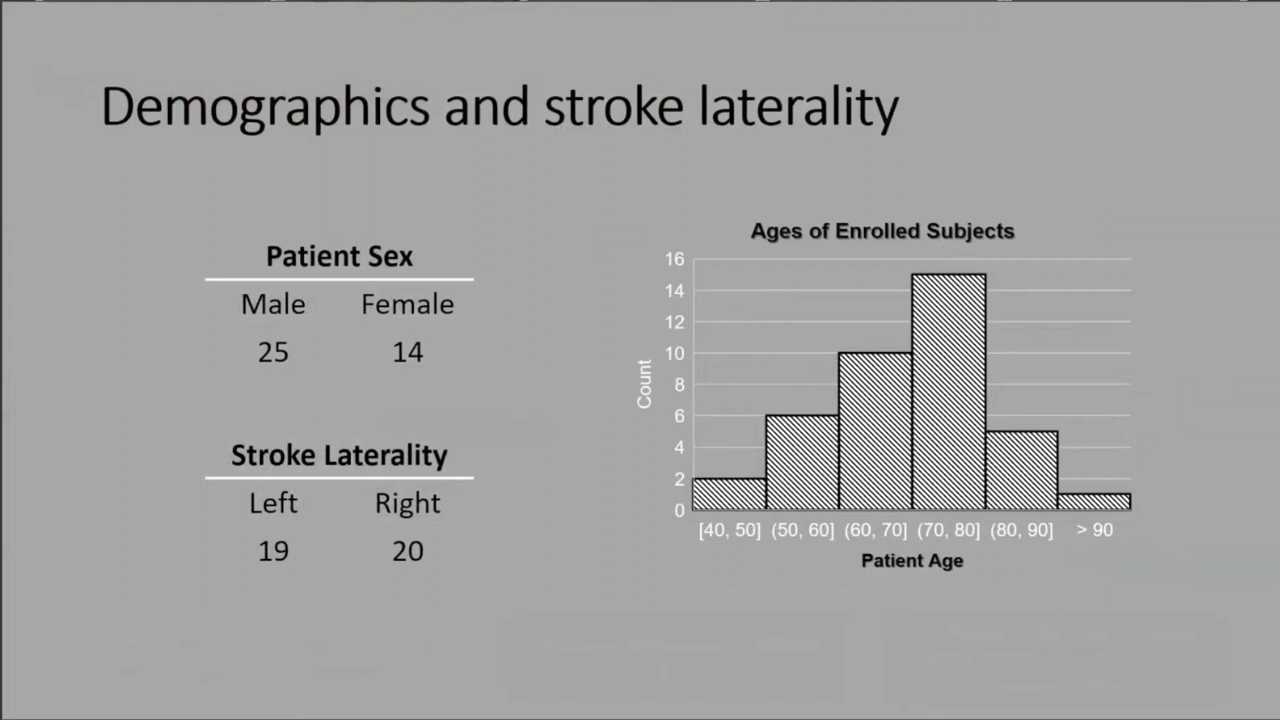 Demographics and stroke laterality
Patient Sex
Male Female
25 14
Stroke Laterality
Left Right
19 20
Ages of Enrolled Subjects
16
14
12
10
8
6
4
2
0
Count
[40, 50] (50, 60] (60, 70] (70, 80] (80, 90] > 90
Patient Age